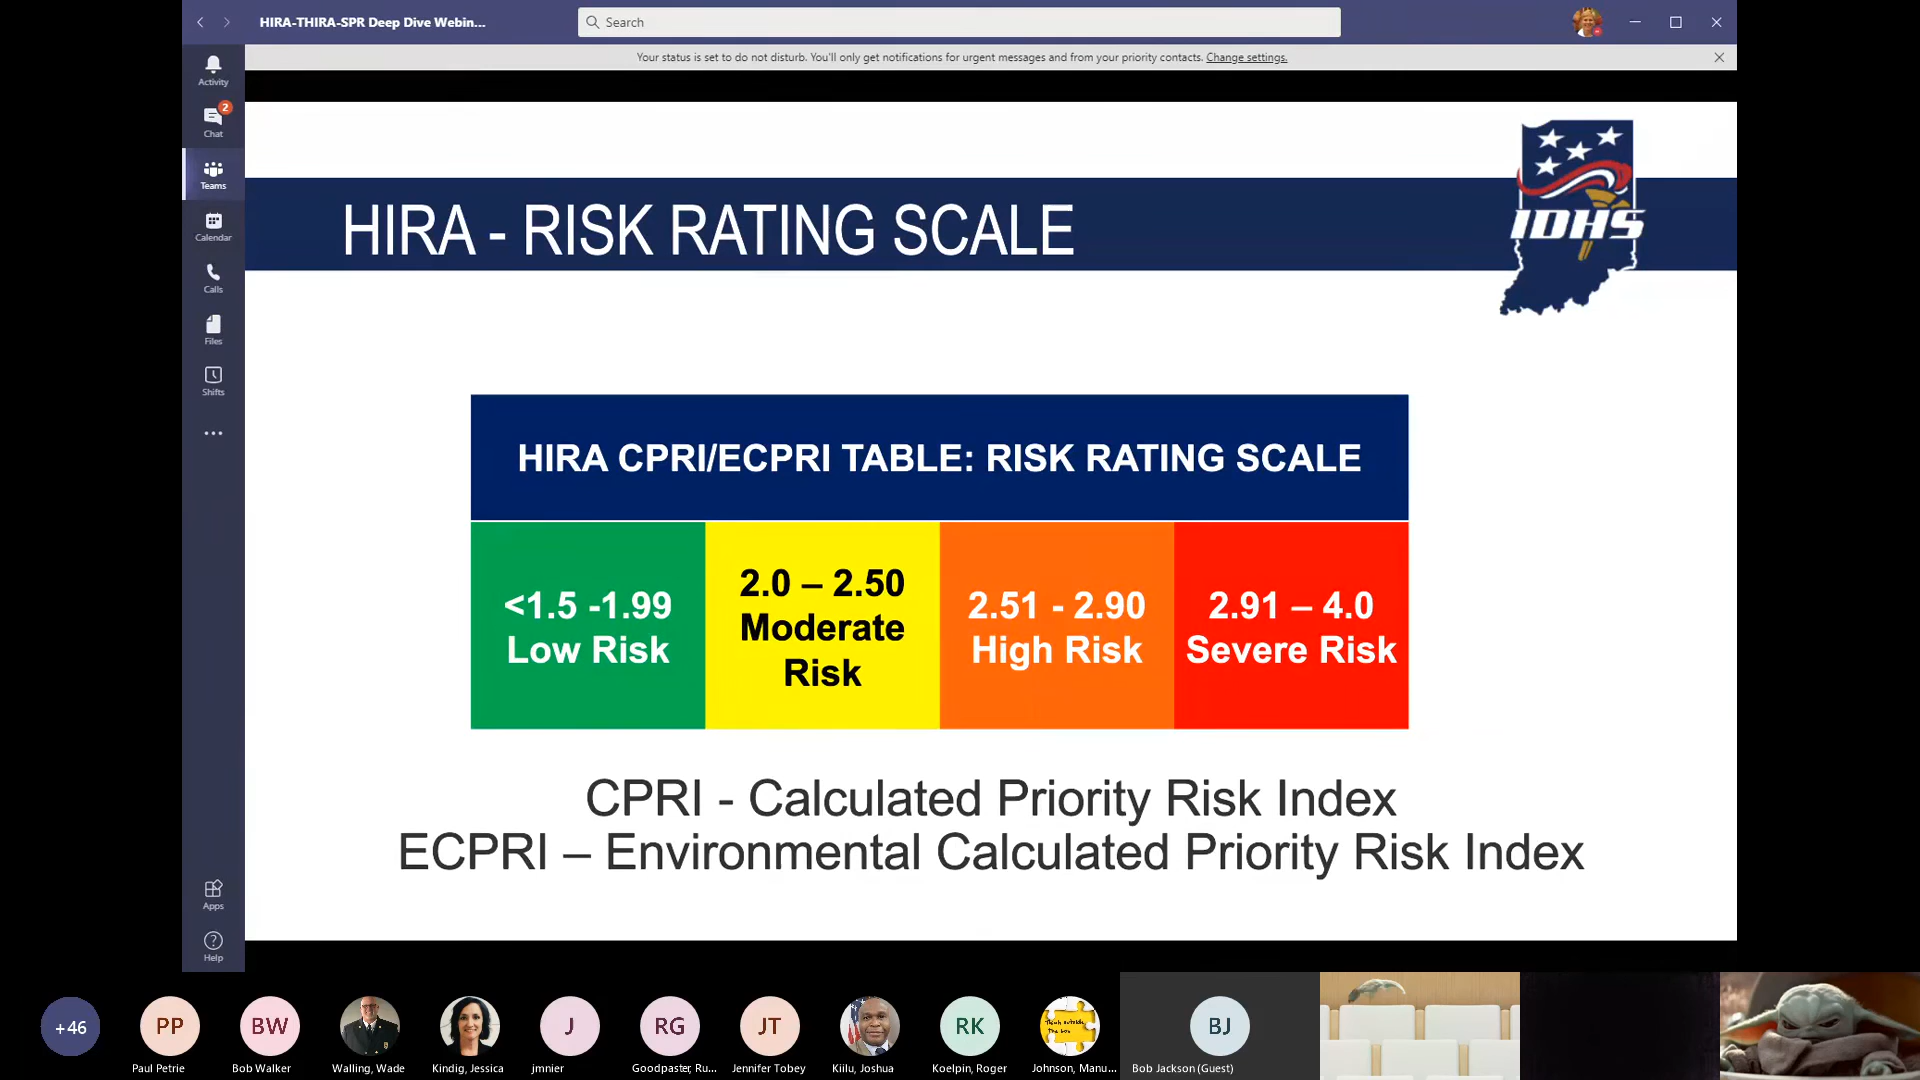 HIRA-THIRA-SPR Deep Dive Webin...
Search
Your status is set to do not disturb. You'll only get notifications for urgent messages and from your priority contacts. Change settings.
Activity
2
Chat
Teams
Calendar
Calls
Files
Shifts
Apps
Help
HIRA - RISK RATING SCALE
IDHS
HIRA CPRI/ECPRI TABLE: RISK RATING SCALE
<1.5 -1.99
Low Risk
2.0 – 2.50
Moderate
Risk
2.51 - 2.90
High Risk
2.91 – 4.0
Severe Risk
CPRI - Calculated Priority Risk Index
ECPRI – Environmental Calculated Priority Risk Index
+46
PP
Paul Petrie
BW
Bob Walker
Walling, Wade
Kindig, Jessica
J
jmnier
RG
Goodpaster, Ru...
JT
Jennifer Tobey
Kiilu, Joshua
RK
Koelpin, Roger
Think outside
The box
Johnson, Manu...
BJ
Bob Jackson (Guest)